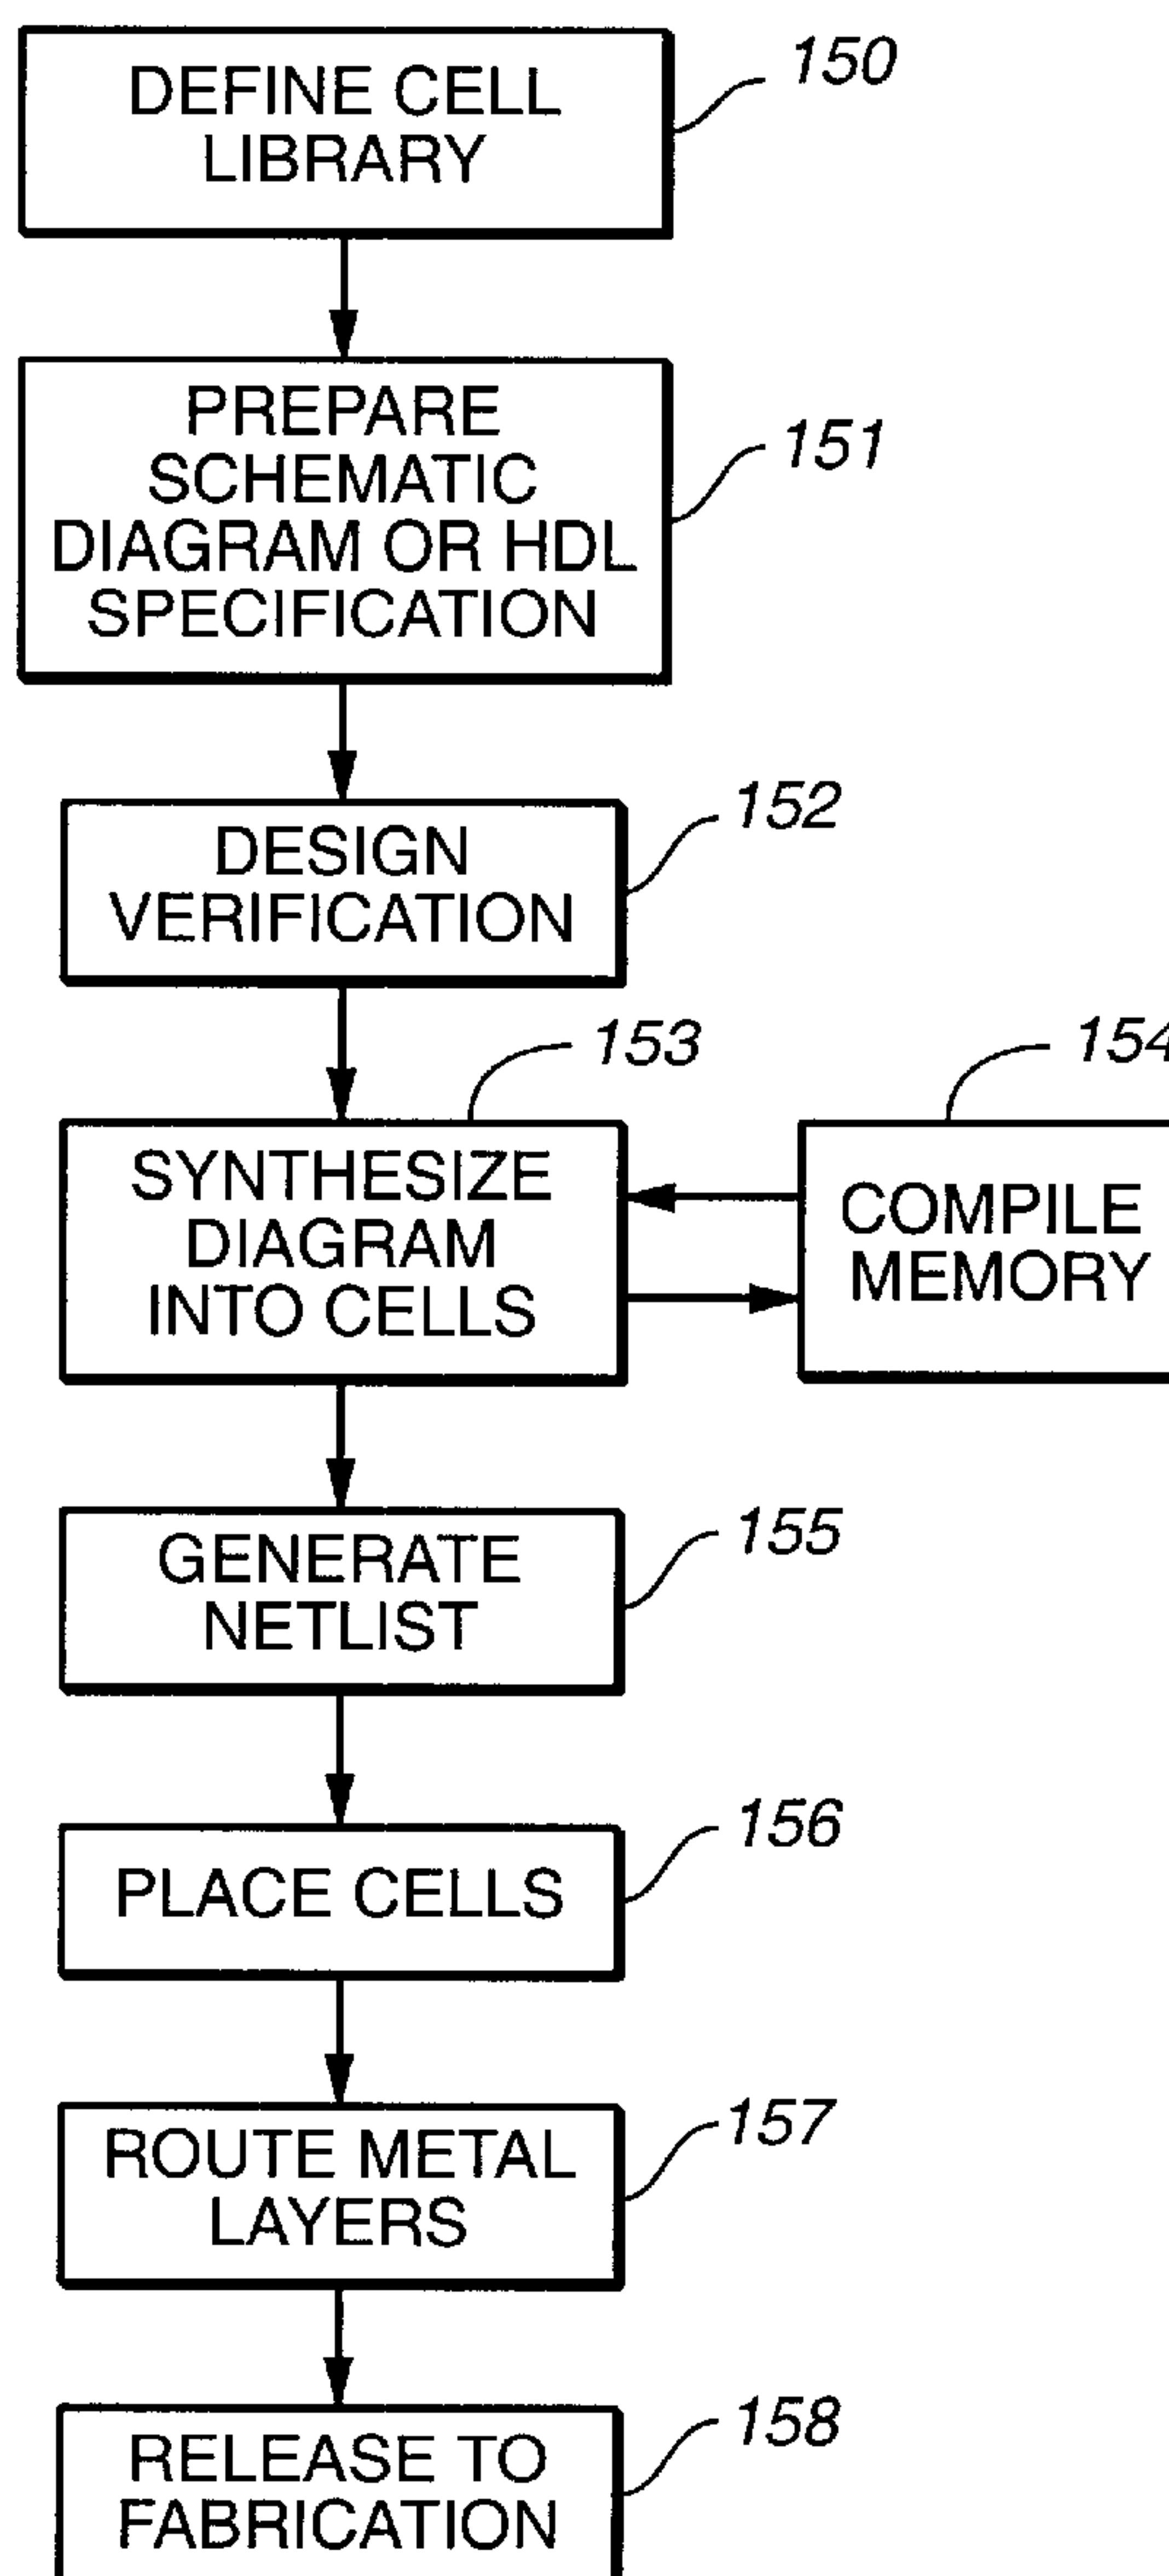 DEFINE CELL
LIBRARY
150
PREPARE
SCHEMATIC
DIAGRAM OR HDL
SPECIFICATION
151
DESIGN
VERIFICATION
152
153
SYNTHESIZE
DIAGRAM
INTO CELLS
154
COMPILE
MEMORY
GENERATE
NETLIST
155
PLACE CELLS
156
ROUTE METAL
LAYERS
157
RELEASE TO
FABRICATION
158